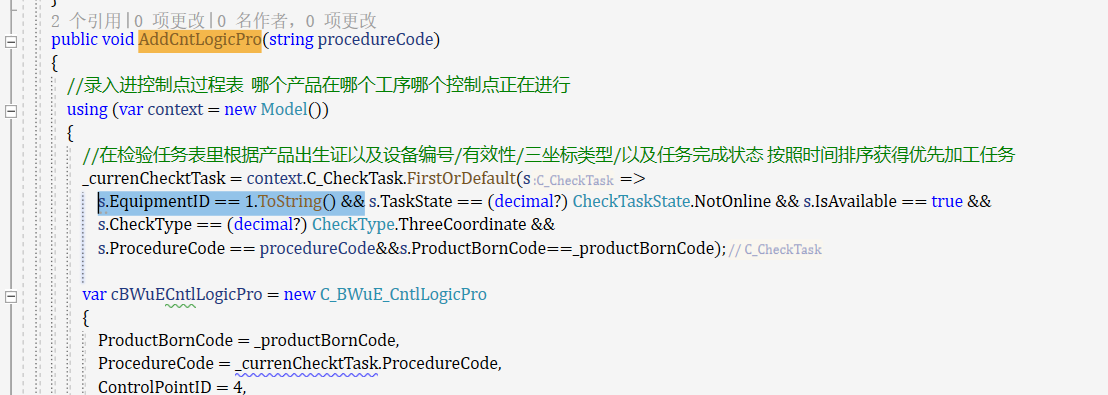 }
2 个引用|0 项更改|0 名作者，0 项更改
public void AddCntLogicPro(string procedureCode)
{
//录入进控制点过程表 哪个产品在哪个工序哪个控制点正在进行
using (var context = new Model())
{
//在检验任务表里根据产品出生证以及设备编号/有效性/三坐标类型/以及任务完成状态 按照时间排序获得优先加工任务
_currenChecktTask = context.C_CheckTask.FirstOrDefault(s :C_CheckTask =>
s.EquipmentID == 1.ToString() && s.TaskState == (decimal?) CheckTaskState.NotOnline && s.IsAvailable == true &&
s.CheckType == (decimal?) CheckType.ThreeCoordinate &&
s.ProcedureCode == procedureCode&&s.ProductBornCode==_productBornCode); // C_CheckTask
var cBWuECntlLogicPro = new C_BWuE_CntlLogicPro
{
ProductBornCode = _productBornCode,
ProcedureCode = _currenChecktTask.ProcedureCode,
ControlPointID = 4,